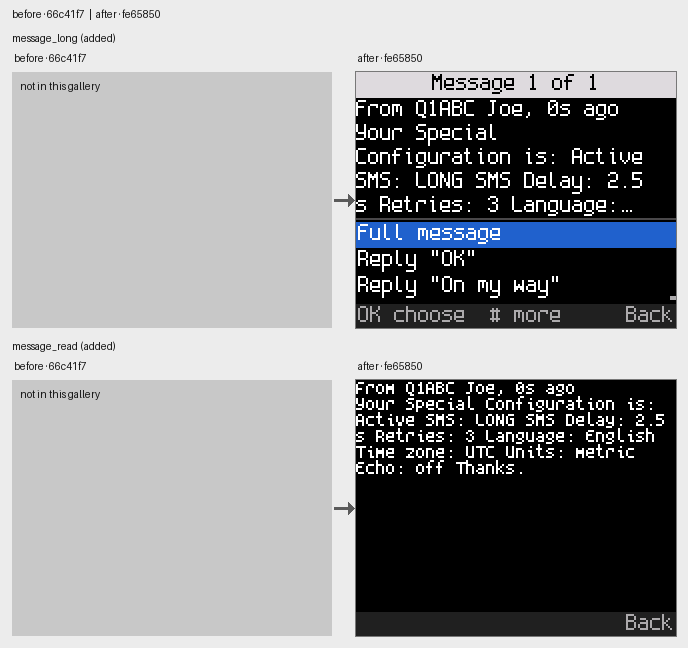 before · 66c41f7 | after · fe65850
message_long (added)
before · 66c41f7
after · fe65850
not in this gallery
Message 1 of 1
From Q1ABC Joe, 0s ago
Your Special
Configuration is: Active
SMS: LONG SMS Delay: 2.5
s Retries: 3 Language:…
Full message
Reply "OK"
Reply "On my way"
OK choose # more Back
message_read (added)
before · 66c41f7
after · fe65850
not in this gallery
From Q1ABC Joe, 0s ago
Your Special Configuration is:
Active SMS: LONG SMS Delay: 2.5
s Retries: 3 Language: English
Time zone: UTC Units: metric
Echo: off Thanks.
Back